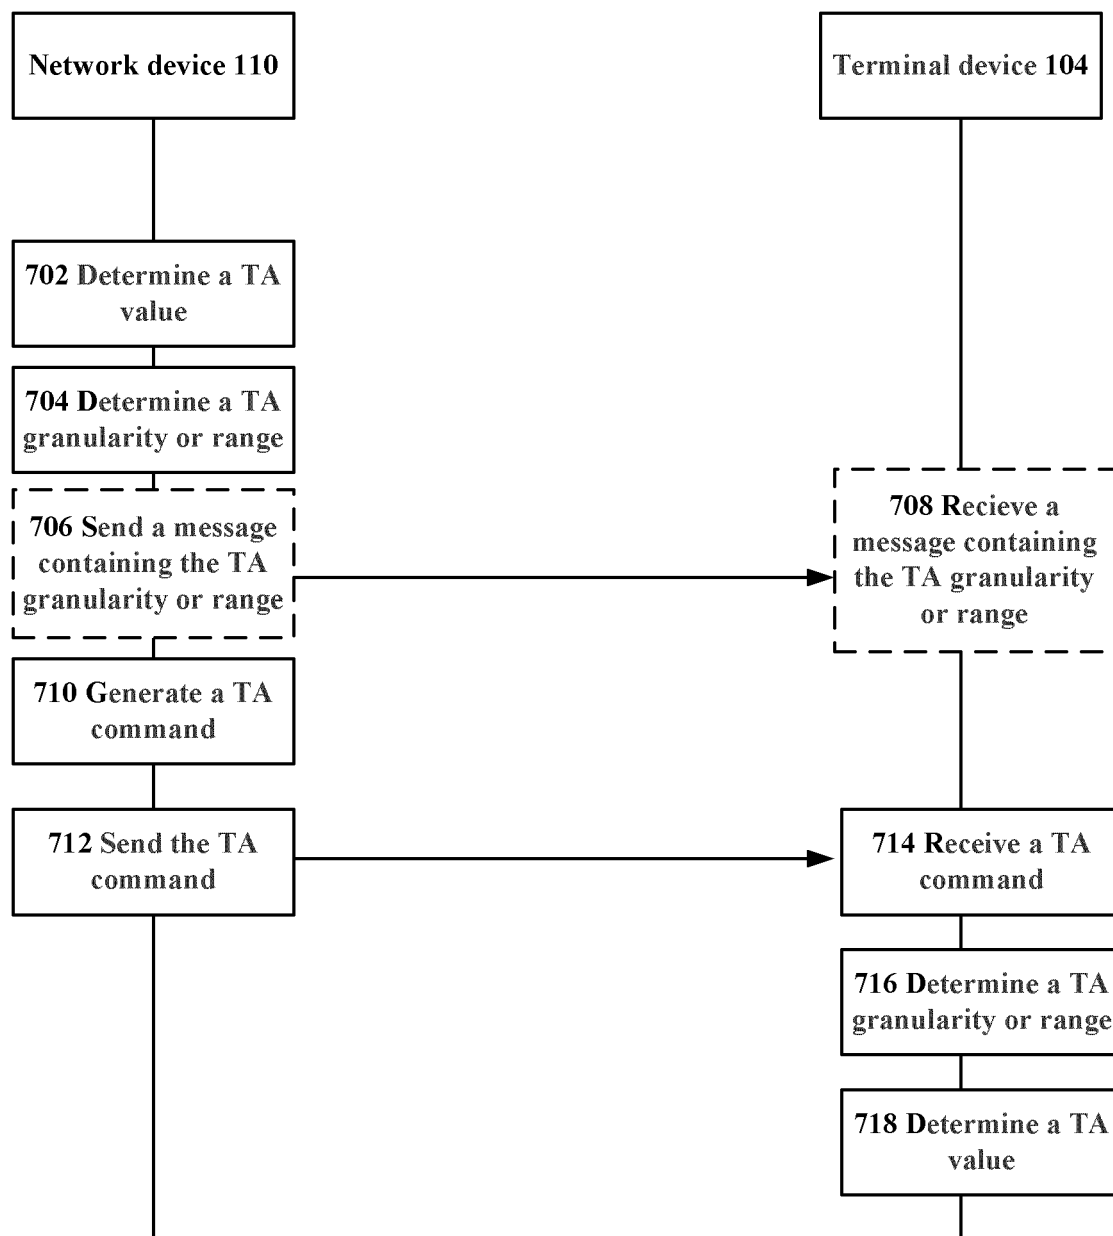 Network device 110
Terminal device 104
702 Determine a TA
value
704 Determine a TA
granularity or range
706 Send a message
containing the TA
granularity or range
708 Recieve a
message containing
the TA granularity
or range
710 Generate a TA
command
712 Send the TA
command
714 Receive a TA
command
716 Determine a TA
granularity or range
718 Determine a TA
value